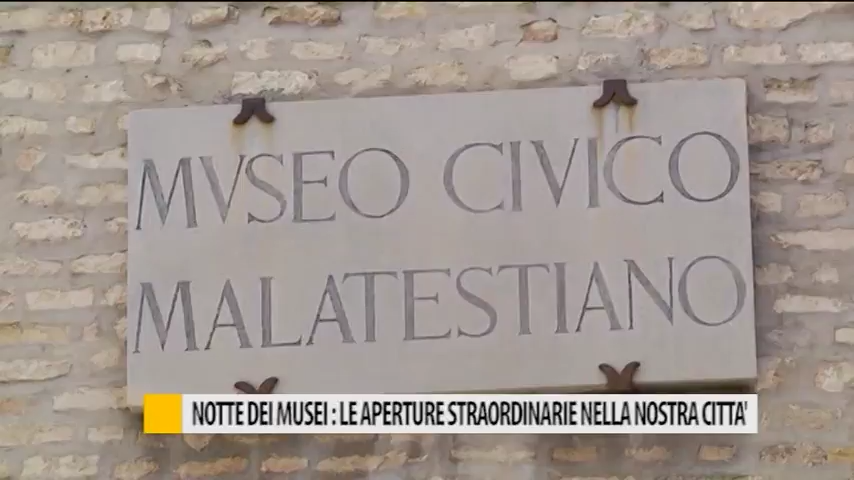 MVSEO CIVICO
MALATESTIANO
NOTTE DEI MUSEI : LE APERTURE STRAORDINARIE NELLA NOSTRA CITTA'